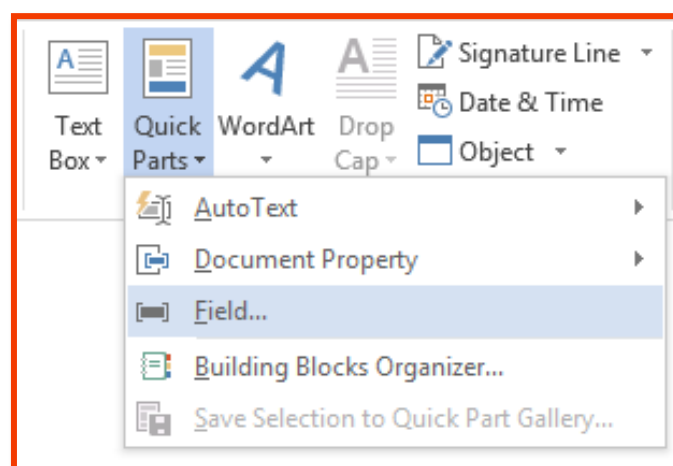 Text Box
Quick Parts
WordArt
Drop Cap
Signature Line
Date & Time
Object
AutoText
Document Property
Field...
Building Blocks Organizer...
Save Selection to Quick Part Gallery...